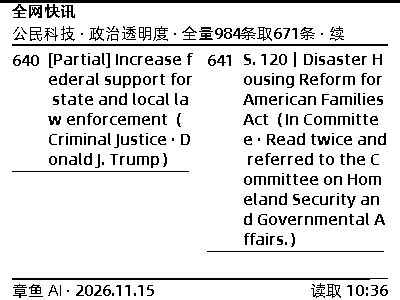 全网快讯
公民科技 · 政治透明度 · 全量984条取671条 · 续
640 [Partial] Increase f
ederal support for
state and local la
w enforcement（
Criminal Justice · D
onald J. Trump）
641 S. 120 | Disaster H
ousing Reform for
American Families
Act（In Committe
e · Read twice and
referred to the C
ommittee on Hom
eland Security an
d Governmental A
ffairs.）
章鱼 AI · 2026.11.15
读取 10:36